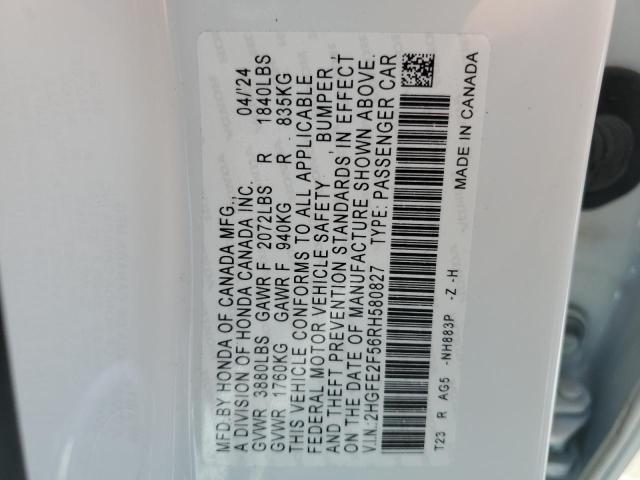 MFD.BY HONDA OF CANADA MFG., 04/'24
A DIVISION OF HONDA CANADA INC.
GVWR 3880LBS GAWR F 2072LBS R 1840LBS
GVWR 1760KG GAWR F 940KG R 835KG
THIS VEHICLE CONFORMS TO ALL APPLICABLE
FEDERAL MOTOR VEHICLE SAFETY , BUMPER ,
AND THEFT PREVENTION STANDARDS IN EFFECT
ON THE DATE OF MANUFACTURE SHOWN ABOVE.
V.I.N.: 2HGFE2F56RH580827 TYPE: PASSENGER CAR
T23 R AG5 -NH883P -Z -H
MADE IN CANADA